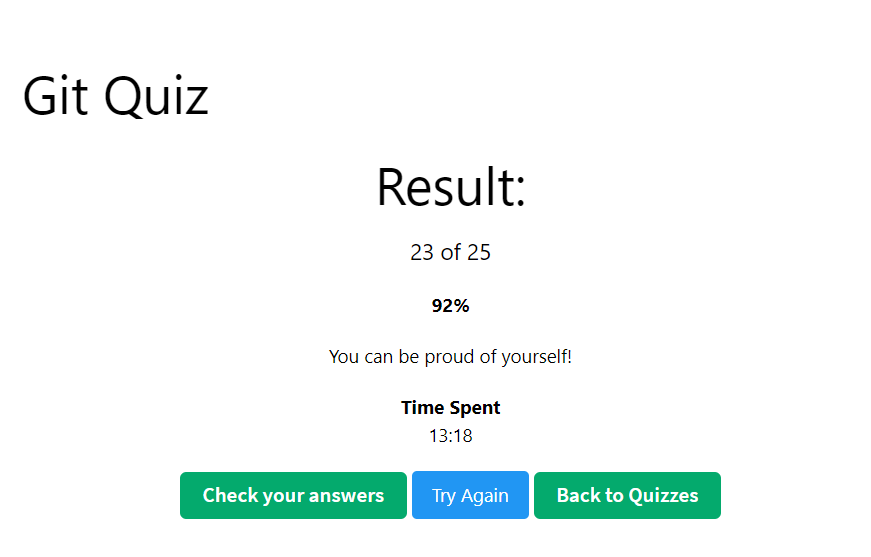 Git Quiz
Result:
23 of 25
92%
You can be proud of yourself!
Time Spent
13:18
Check your answers Try Again Back to Quizzes